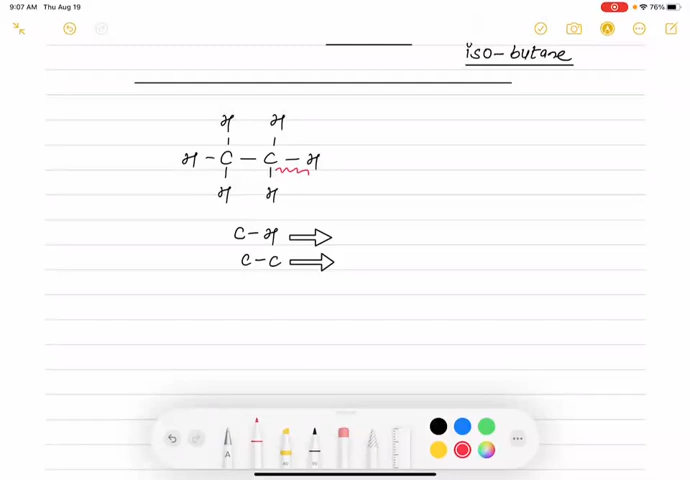 9:07 AM Thu Aug 19
76%
iso-butane
H H
H - C - C - H
H H
C - H
C - C
A